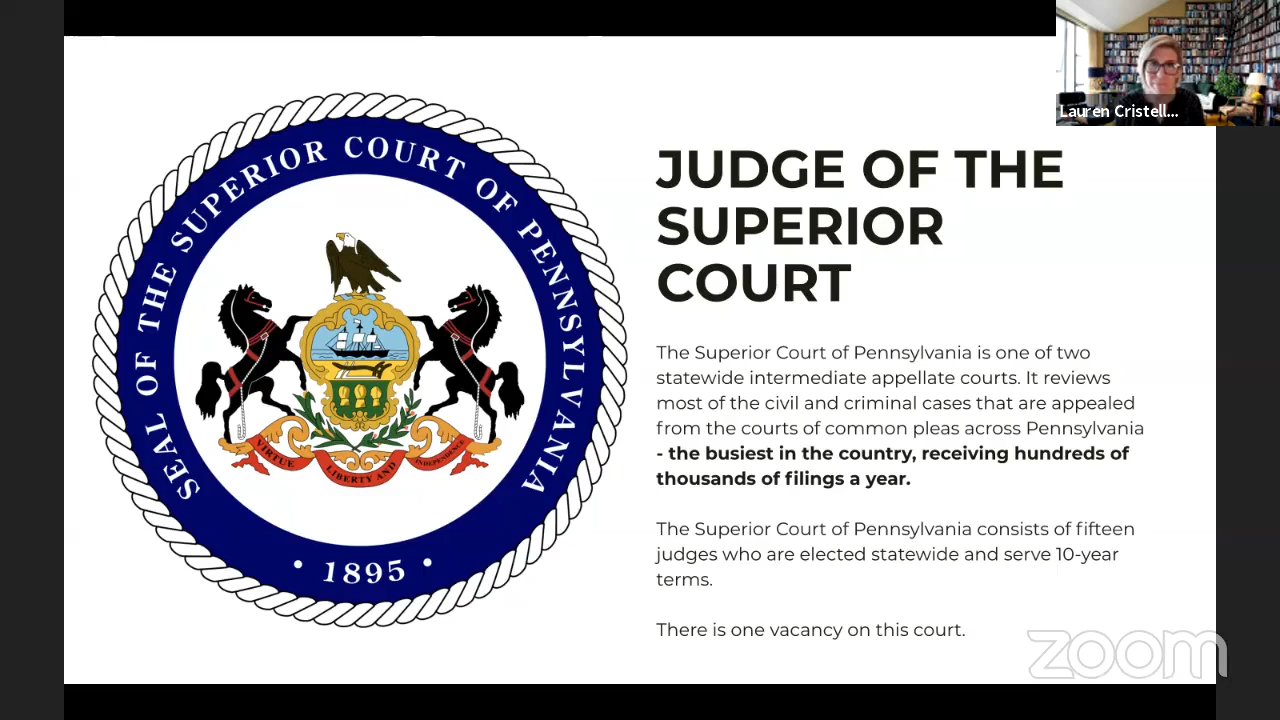 Lauren Cristell...
SEAL OF THE SUPERIOR COURT OF PENNSYLVANIA
VIRTUE
LIBERTY AND
INDEPENDENCE
• 1895 •
JUDGE OF THE
SUPERIOR
COURT
The Superior Court of Pennsylvania is one of two
statewide intermediate appellate courts. It reviews
most of the civil and criminal cases that are appealed
from the courts of common pleas across Pennsylvania
- the busiest in the country, receiving hundreds of
thousands of filings a year.
The Superior Court of Pennsylvania consists of fifteen
judges who are elected statewide and serve 10-year
terms.
There is one vacancy on this court.
zoom